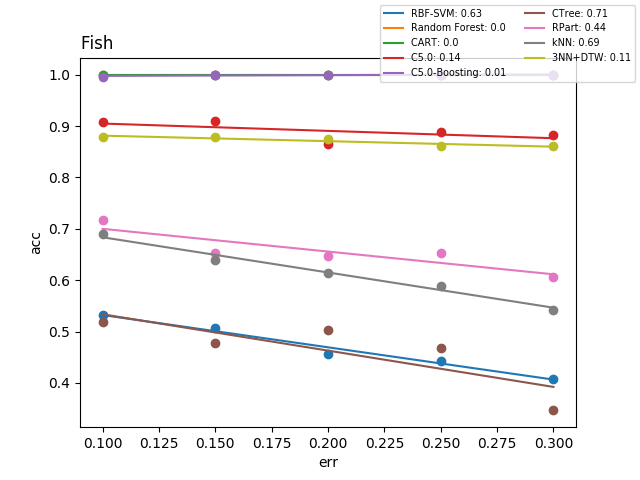 Fish
RBF-SVM: 0.63
Random Forest: 0.0
CART: 0.0
C5.0: 0.14
C5.0-Boosting: 0.01
CTree: 0.71
RPart: 0.44
kNN: 0.69
3NN+DTW: 0.11
1.0
0.9
0.8
0.7
0.6
0.5
0.4
acc
0.100 0.125 0.150 0.175 0.200 0.225 0.250 0.275 0.300
err